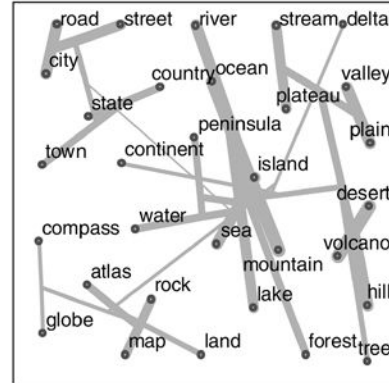 road street river stream delta
city country ocean valley
state plateau
peninsula plain
town continent island
desert
compass water sea volcano
mountain
atlas rock lake hill
globe map land forest tree